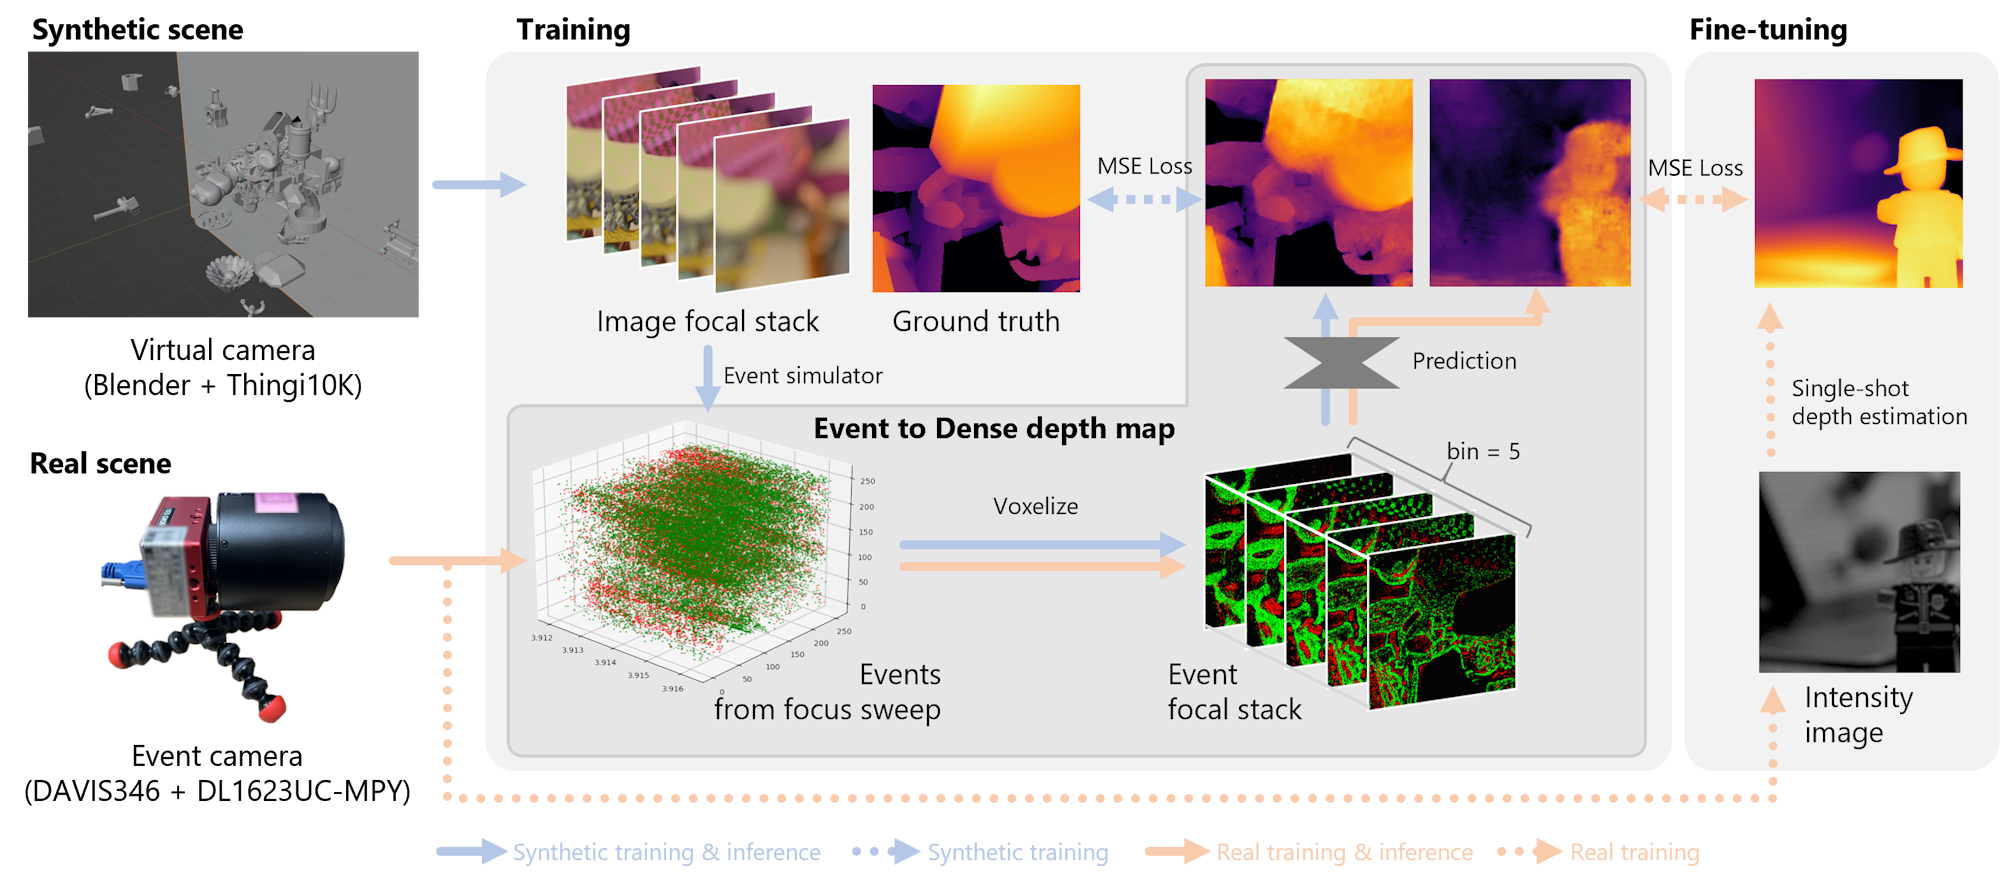 Synthetic scene
Training
Fine-tuning
MSE Loss
MSE Loss
Image focal stack
Ground truth
Virtual camera
(Blender + Thingi10K)
Event simulator
Prediction
Single-shot
depth estimation
Event to Dense depth map
bin = 5
Real scene
Voxelize
250
200
150
100
50
0
3.912
3.913
3.914
3.915
3.916
0
50
100
150
200
250
Events
from focus sweep
Event
focal stack
Intensity
image
Event camera
(DAVIS346 + DL1623UC-MPY)
Synthetic training & inference
Synthetic training
Real training & inference
Real training